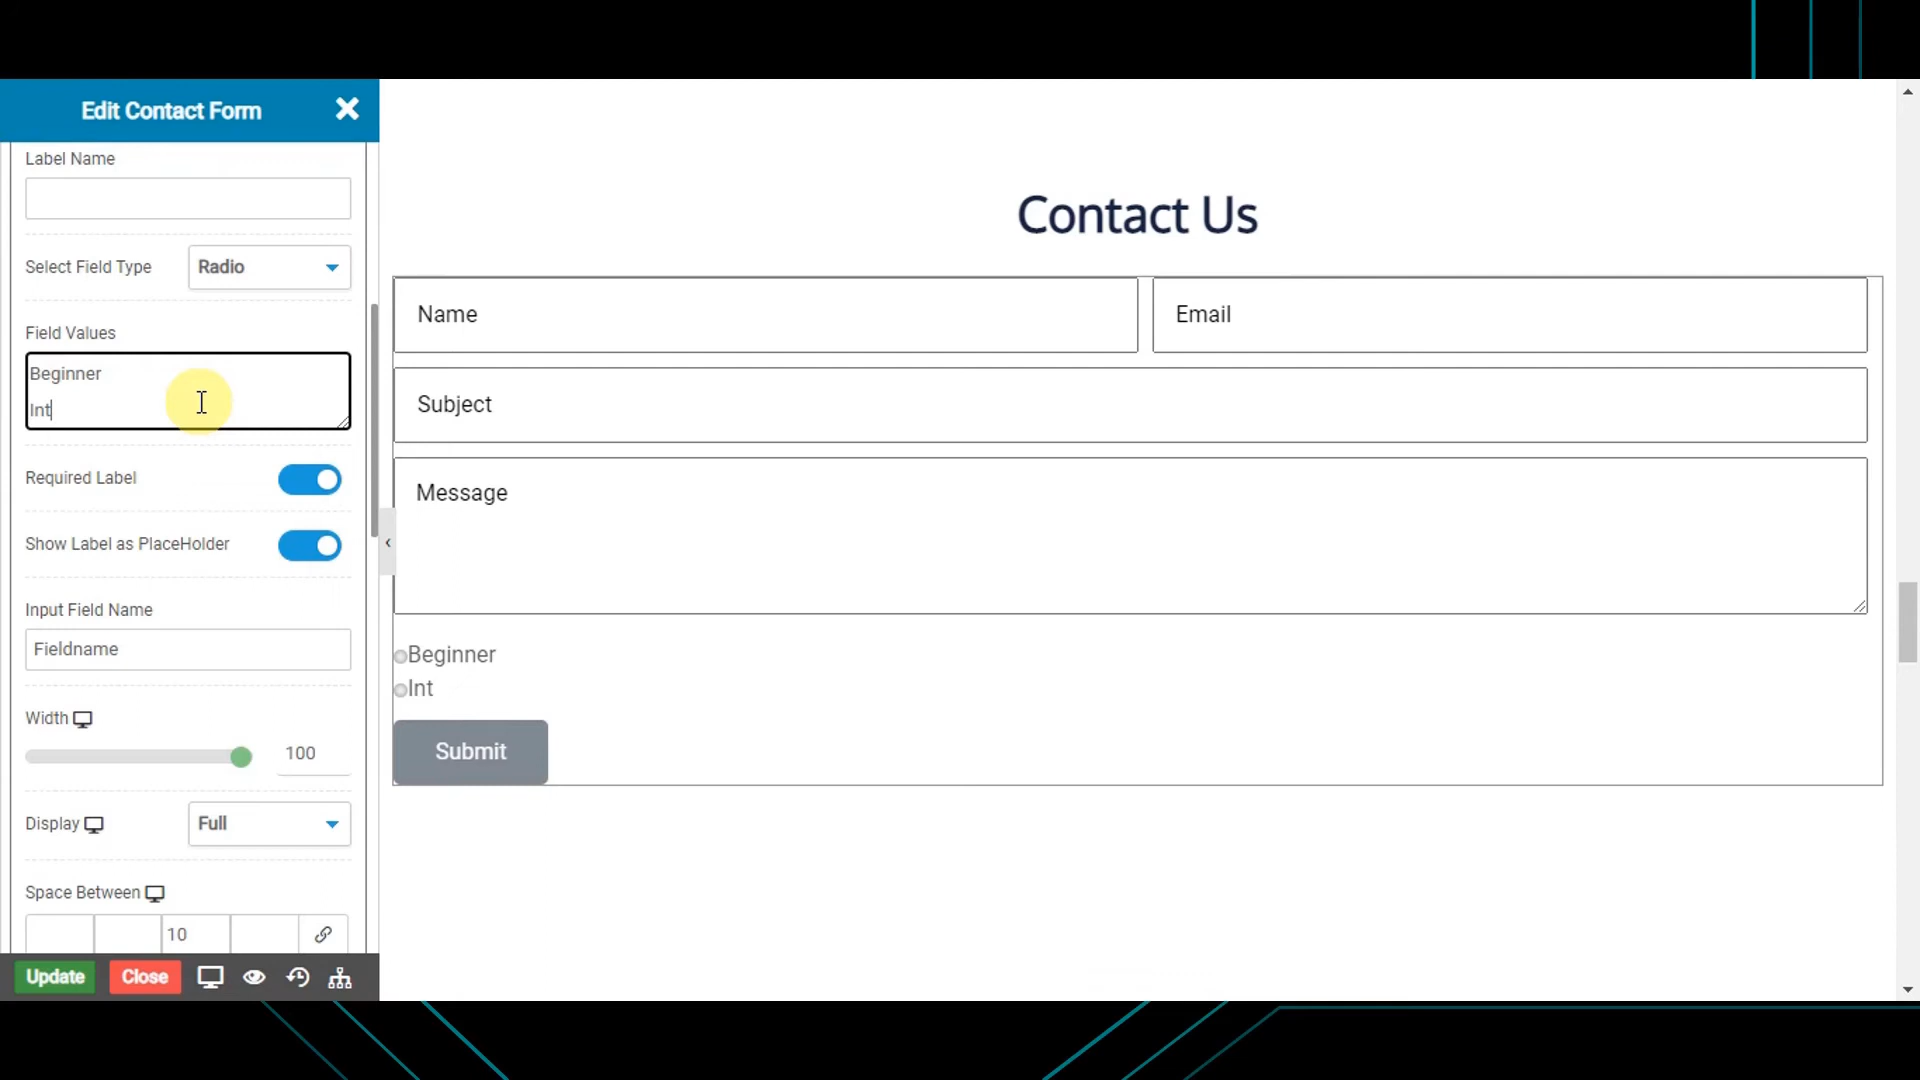 Edit Contact Form
Label Name
Select Field Type Radio
Field Values
Beginner
Int
Required Label
Show Label as PlaceHolder
Input Field Name
Fieldname
Width
100
Display Full
Space Between
10
Update Close
Contact Us
Name Email
Subject
Message
Beginner
Int
Submit